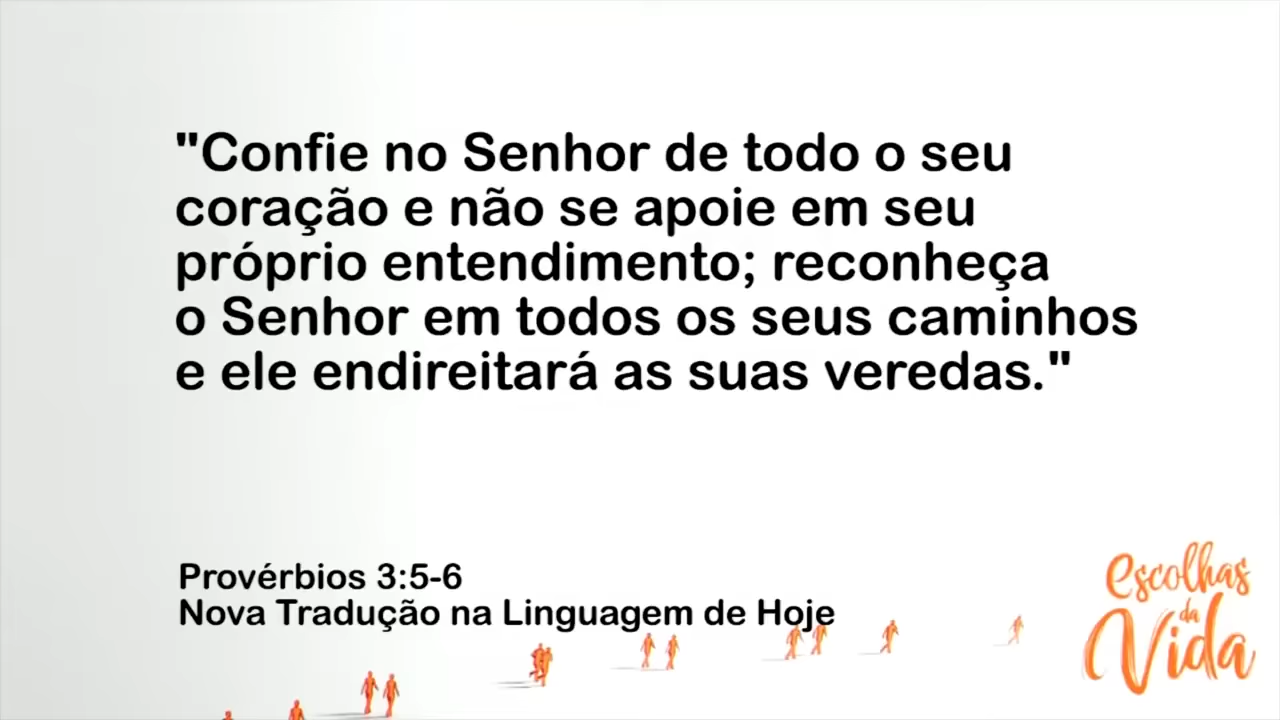 "Confie no Senhor de todo o seu
coração e não se apoie em seu
próprio entendimento; reconheça
o Senhor em todos os seus caminhos
e ele endireitará as suas veredas."
Provérbios 3:5-6
Nova Tradução na Linguagem de Hoje
Escolhas
da
Vida